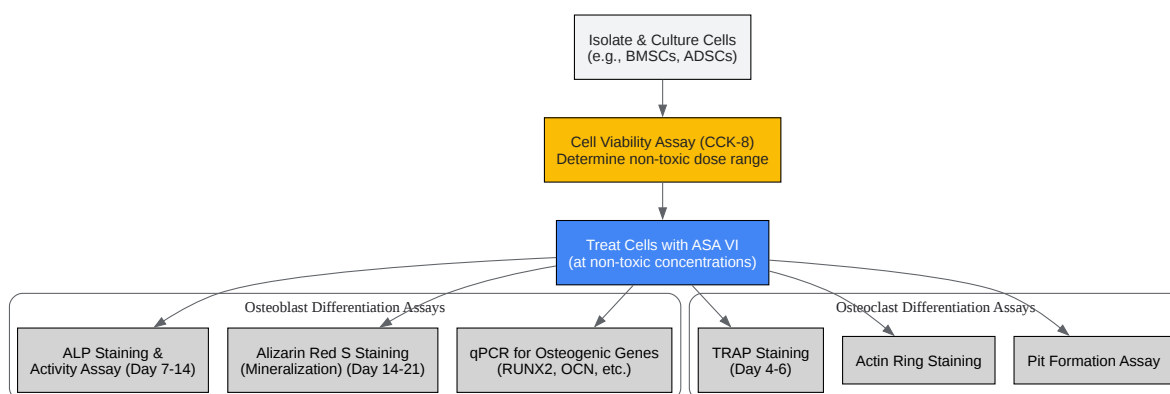 Isolate & Culture Cells
(e.g., BMSCs, ADSCs)
Cell Viability Assay (CCK-8)
Determine non-toxic dose range
Treat Cells with ASA VI
(at non-toxic concentrations)
Osteoblast Differentiation Assays
Osteoclast Differentiation Assays
ALP Staining &
Activity Assay (Day 7-14)
Alizarin Red S Staining
(Mineralization) (Day 14-21)
qPCR for Osteogenic Genes
(RUNX2, OCN, etc.)
TRAP Staining
(Day 4-6)
Actin Ring Staining
Pit Formation Assay